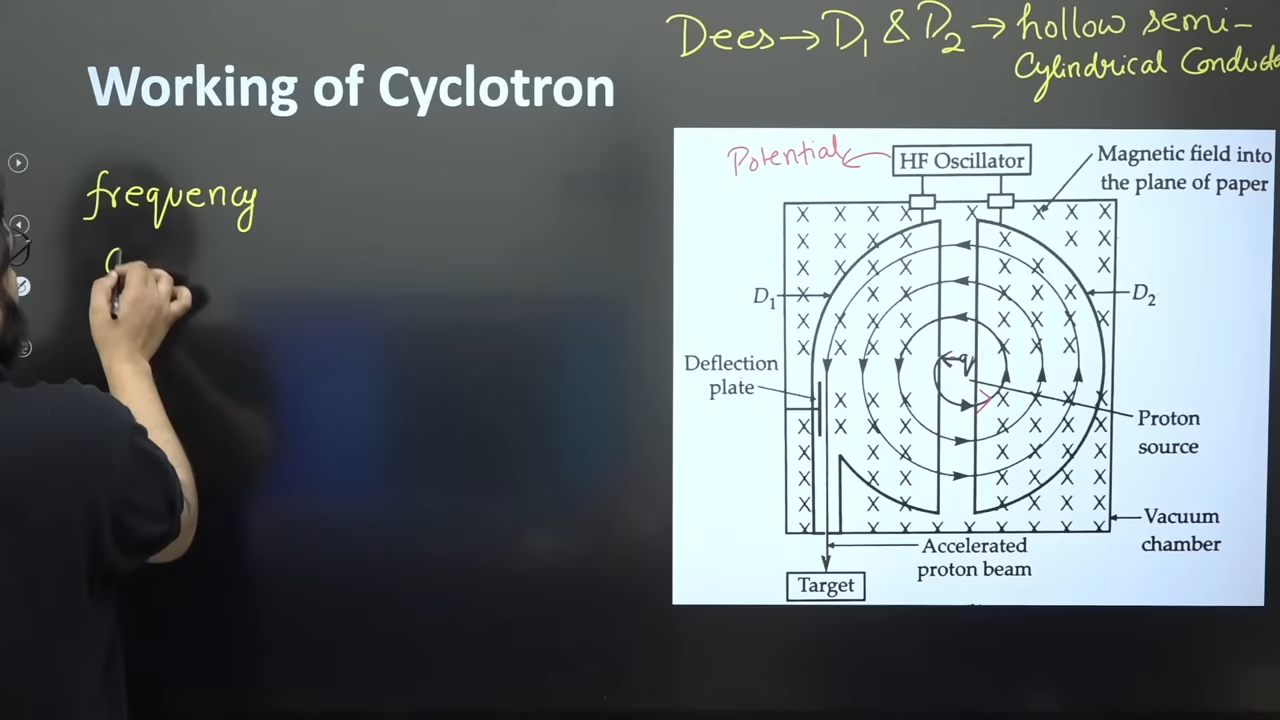 Dees → D₁ & D₂ → hollow semi-
Cylindrical Conducto
Working of Cyclotron
frequency
Potential
HF Oscillator
Magnetic field into
the plane of paper
D₁
D₂
Deflection
plate
q
Proton
source
Vacuum
chamber
Accelerated
proton beam
Target